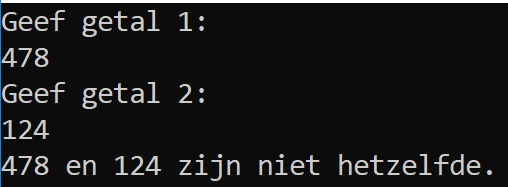 Geef getal 1:
478
Geef getal 2:
124
478 en 124 zijn niet hetzelfde.